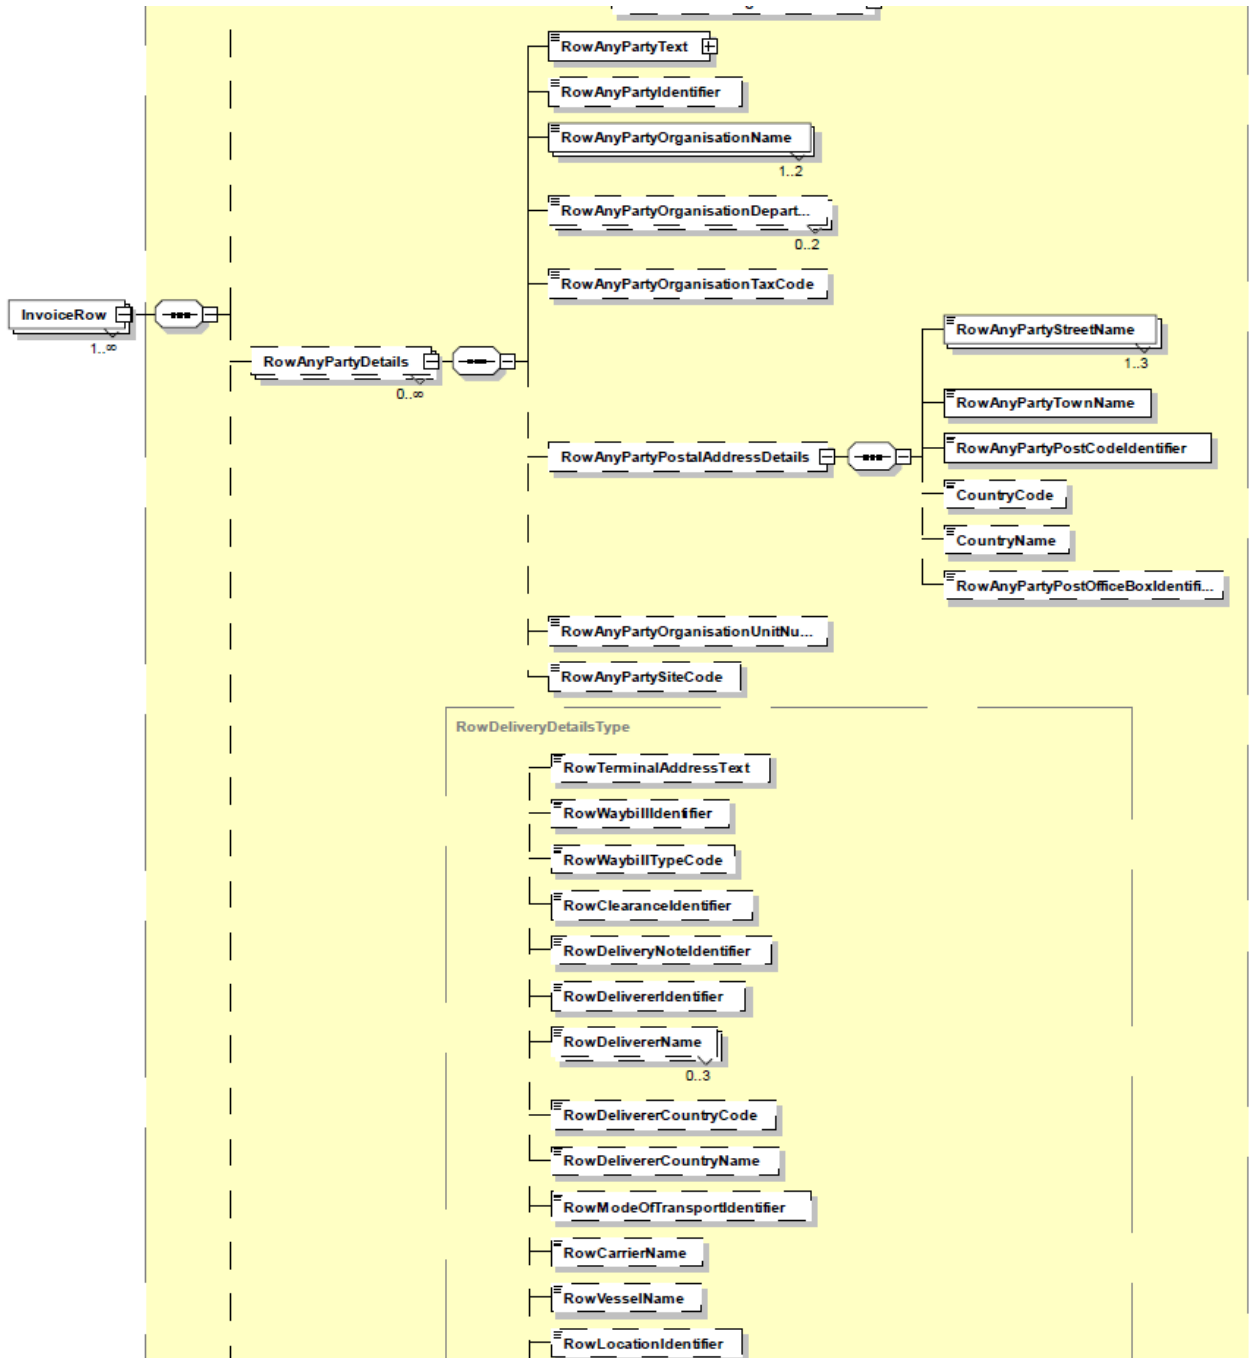 RowAnyPartyText
RowAnyPartyIdentifier
RowAnyPartyOrganisationName
1..2
RowAnyPartyOrganisationDepart...
0..2
RowAnyPartyOrganisationTaxCode
InvoiceRow
1..∞
RowAnyPartyDetails
0..∞
RowAnyPartyStreetName
1..3
RowAnyPartyTownName
RowAnyPartyPostalAddressDetails
RowAnyPartyPostCodeIdentifier
CountryCode
CountryName
RowAnyPartyPostOfficeBoxIdentifi...
RowAnyPartyOrganisationUnitNu...
RowAnyPartySiteCode
RowDeliveryDetailsType
RowTerminalAddressText
RowWaybillIdentifier
RowWaybillTypeCode
RowClearanceIdentifier
RowDeliveryNoteIdentifier
RowDelivererIdentifier
RowDelivererName
0..3
RowDelivererCountryCode
RowDelivererCountryName
RowModeOfTransportIdentifier
RowCarrierName
RowVesselName
RowLocationIdentifier